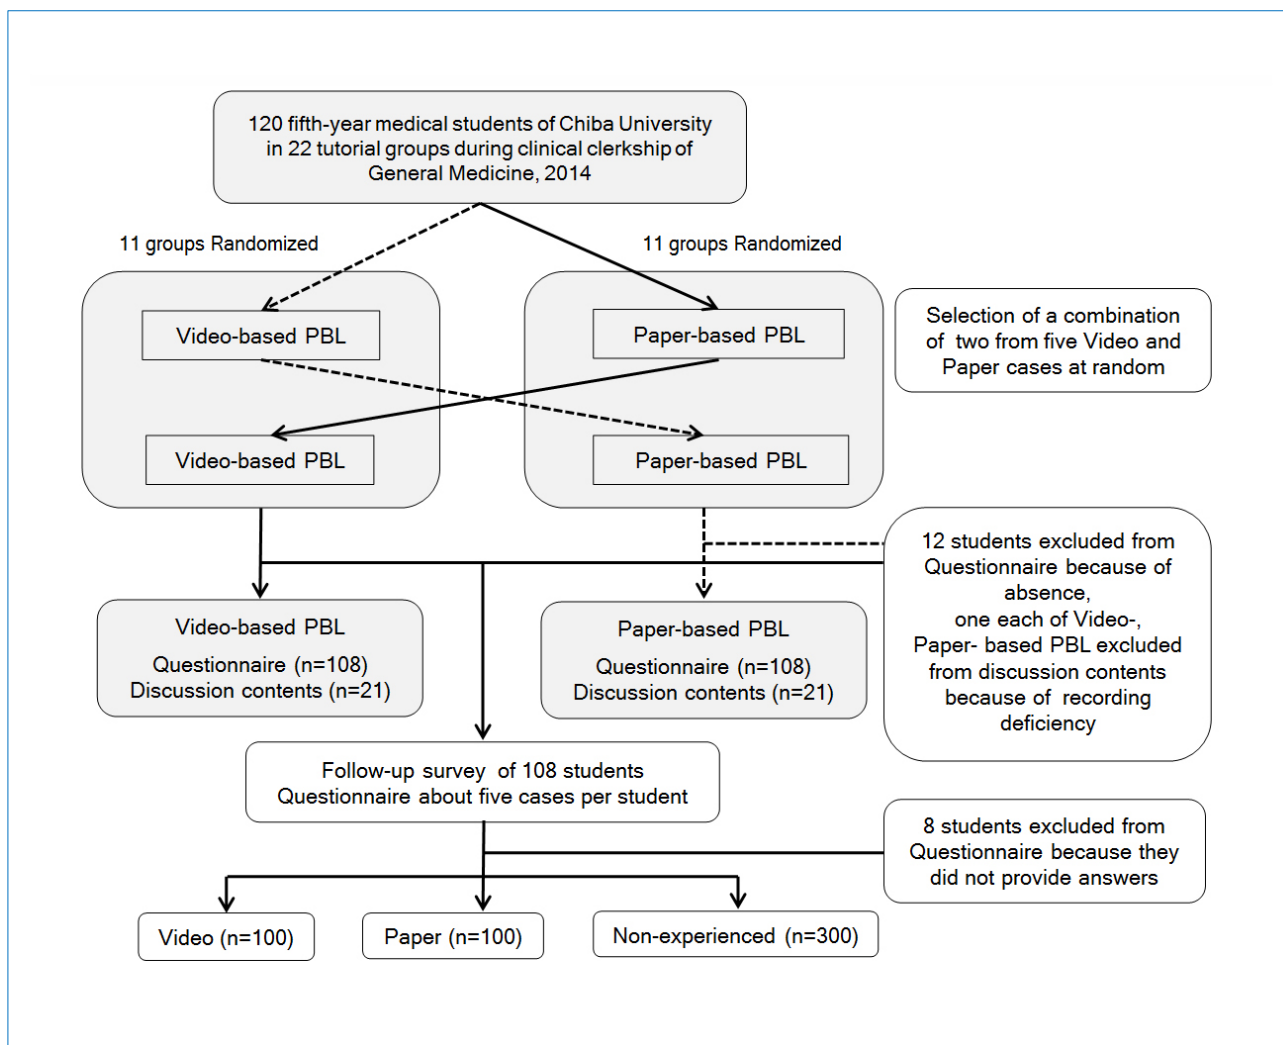 120 fifth-year medical students of Chiba University
in 22 tutorial groups during clinical clerkship of
General Medicine, 2014
11 groups Randomized
11 groups Randomized
Video-based PBL
Paper-based PBL
Selection of a combination
of two from five Video and
Paper cases at random
Video-based PBL
Paper-based PBL
12 students excluded from
Questionnaire because of
absence,
one each of Video-,
Paper- based PBL excluded
from discussion contents
because of recording
deficiency
Video-based PBL
Questionnaire (n=108)
Discussion contents (n=21)
Paper-based PBL
Questionnaire (n=108)
Discussion contents (n=21)
Follow-up survey of 108 students
Questionnaire about five cases per student
8 students excluded from
Questionnaire because they
did not provide answers
Video (n=100)
Paper (n=100)
Non-experienced (n=300)